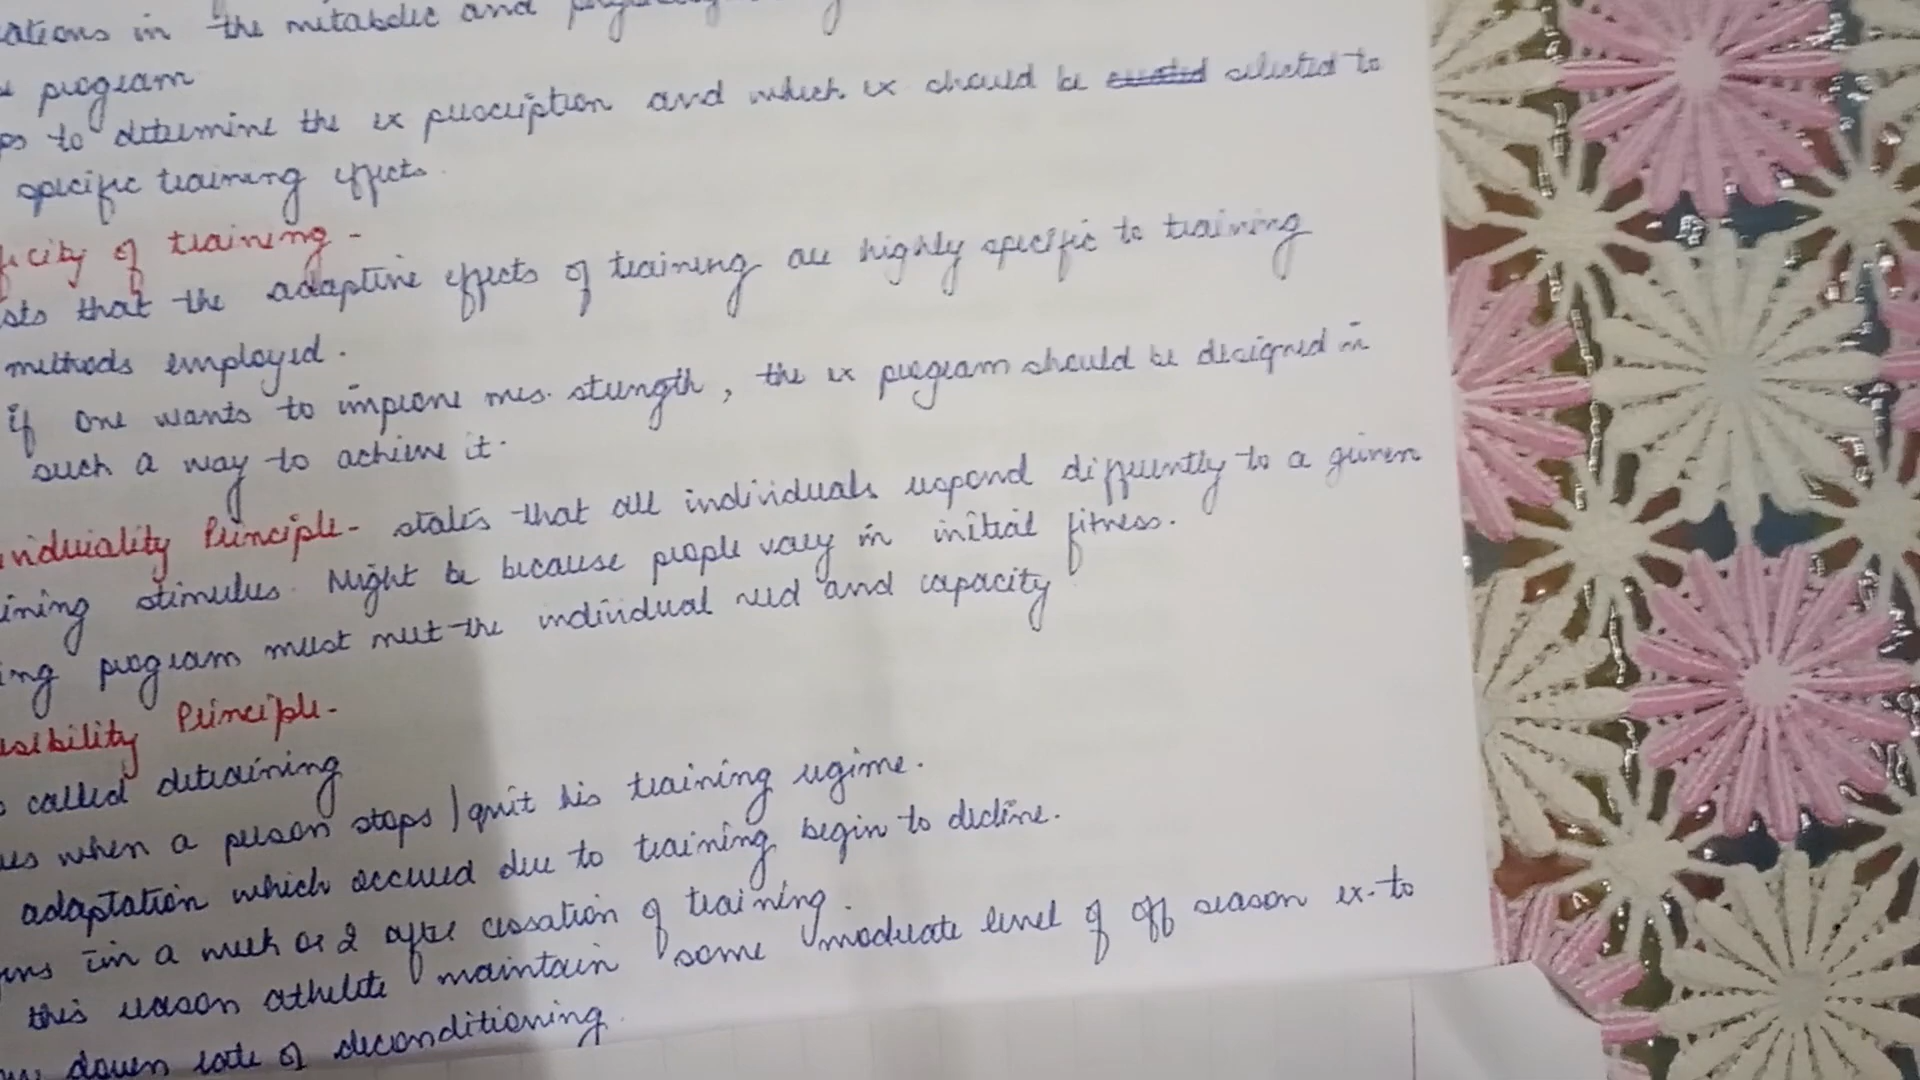 ations in the mitabolic and
program
ps to determine the ex prescription and which ex should be selected to
specific training effects.
ficity of training -
sts that the adaptive effects of training are highly specific to training
methods employed.
if one wants to improve mus. strength, the ex program should be designed in
such a way to achieve it.
induiality Principle - states that all individuals respond differently to a given
ining stimulus. Might be because people vary in initial fitness.
ing program must meet the individual need and capacity
sibility Principle -
called detraining
when a person stops / quit his training regime.
adaptation which occured due to training begin to decline.
ins in a week or 2 after cessation of training.
this reason athelete maintain some moderate level of off season ex. to
down rate of deconditioning.